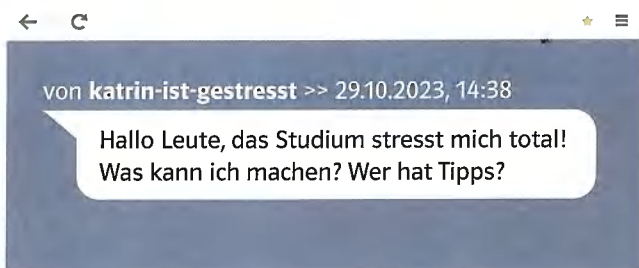 von katrin-ist-gestresst >> 29.10.2023, 14:38
Hallo Leute, das Studium stresst mich total!
Was kann ich machen? Wer hat Tipps?